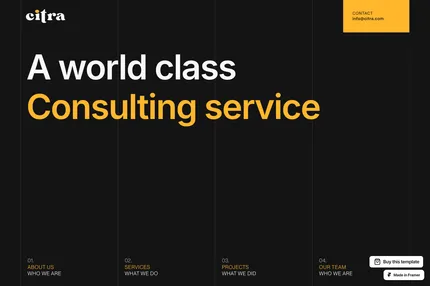 citra
CONTACT
info@citra.com
A world class
Consulting service
01.
ABOUT US
WHO WE ARE
02.
SERVICES
WHAT WE DO
03.
PROJECTS
WHAT WE DID
04.
OUR TEAM
WHO WE ARE
Buy this template
Made in Framer